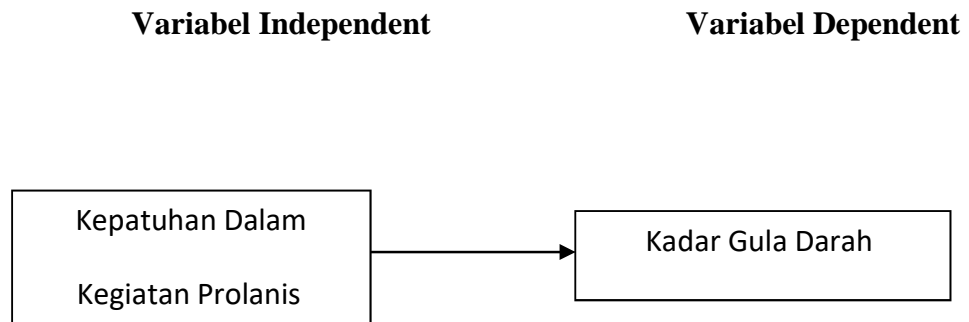 Variabel Independent
Variabel Dependent
Kepatuhan Dalam
Kegiatan Prolanis
Kadar Gula Darah